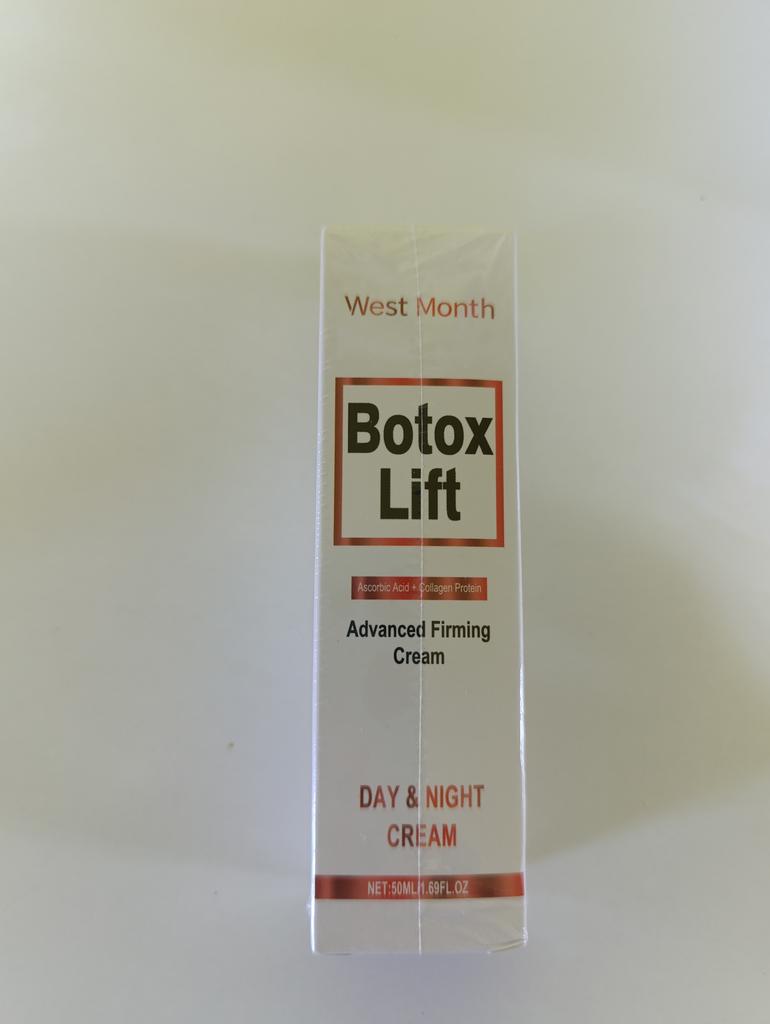 West Month
Botox
Lift
Ascorbic Acid + Collagen Protein
Advanced Firming
Cream
DAY & NIGHT
CREAM
NET:50ML/1.69FL.OZ